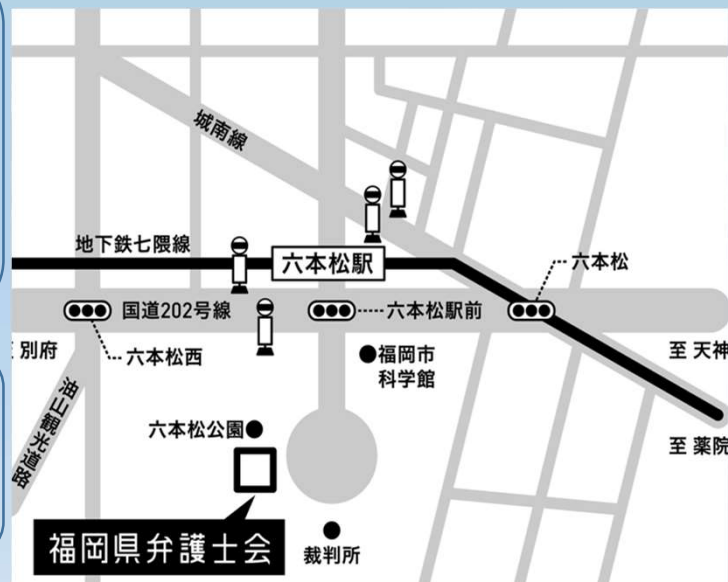 城南線
地下鉄七隈線
六本松駅
六本松
国道202号線
六本松駅前
別府
六本松西
福岡市
科学館
至 天神
油山観光道路
六本松公園
至 薬院
福岡県弁護士会
裁判所